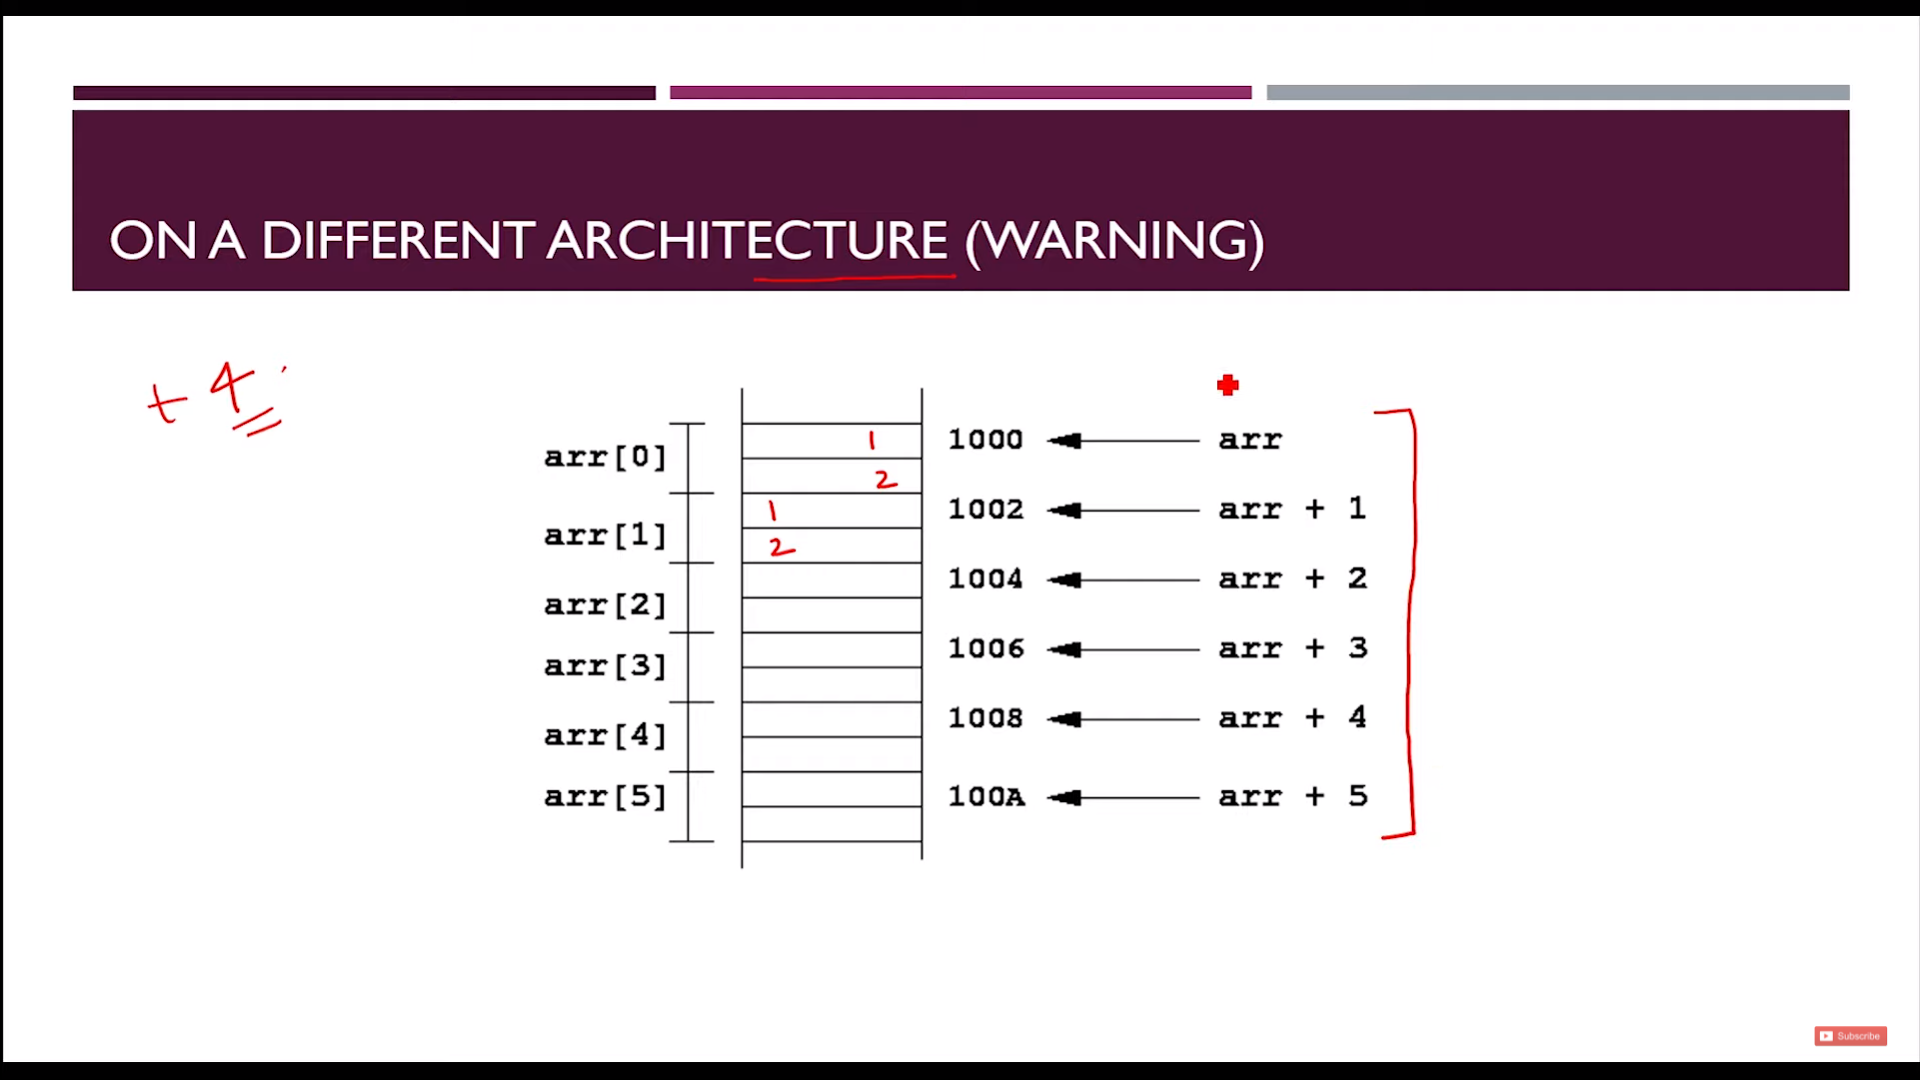 ON A DIFFERENT ARCHITECTURE (WARNING)
+ 4
arr[0] 1 1000 arr
2
arr[1] 1 1002 arr + 1
2
arr[2] 1004 arr + 2
arr[3] 1006 arr + 3
arr[4] 1008 arr + 4
arr[5] 100A arr + 5
Subscribe